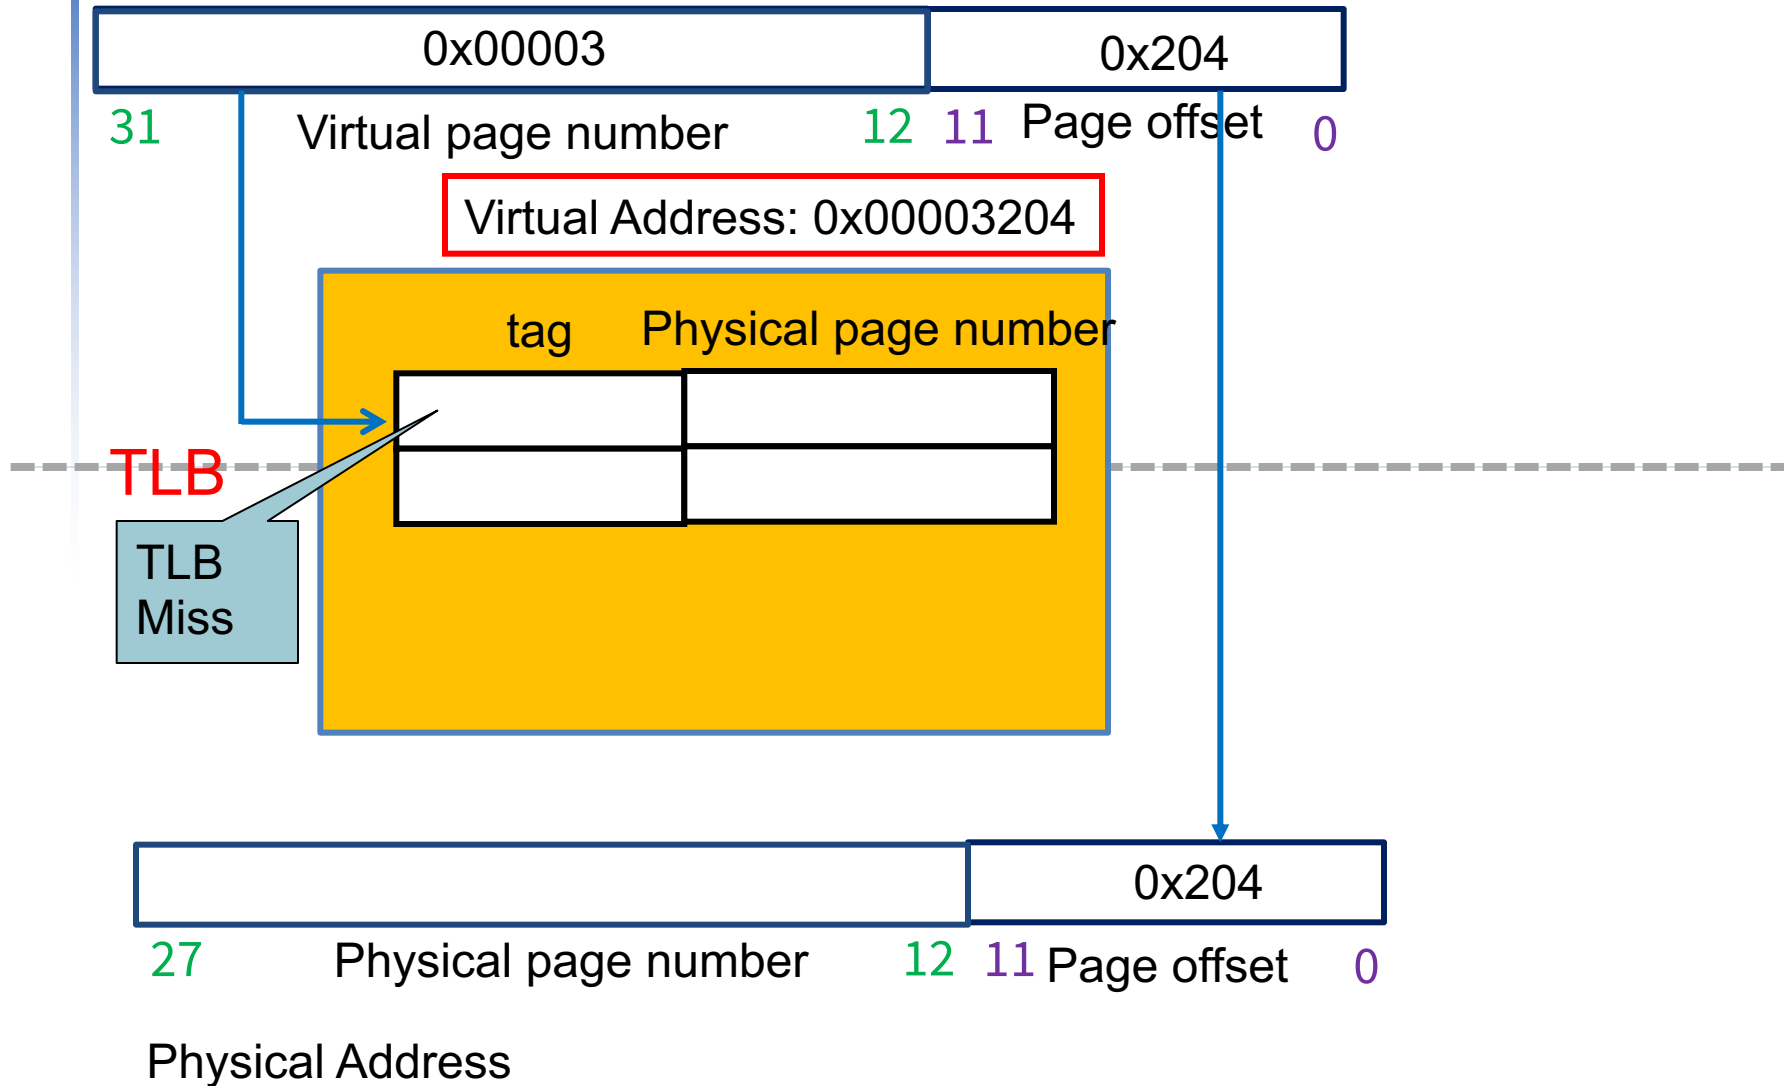 0x00003 0x204
31 Virtual page number 12 11 Page offset 0
Virtual Address: 0x00003204
tag Physical page number
TLB
TLB
Miss
0x204
27 Physical page number 12 11 Page offset 0
Physical Address